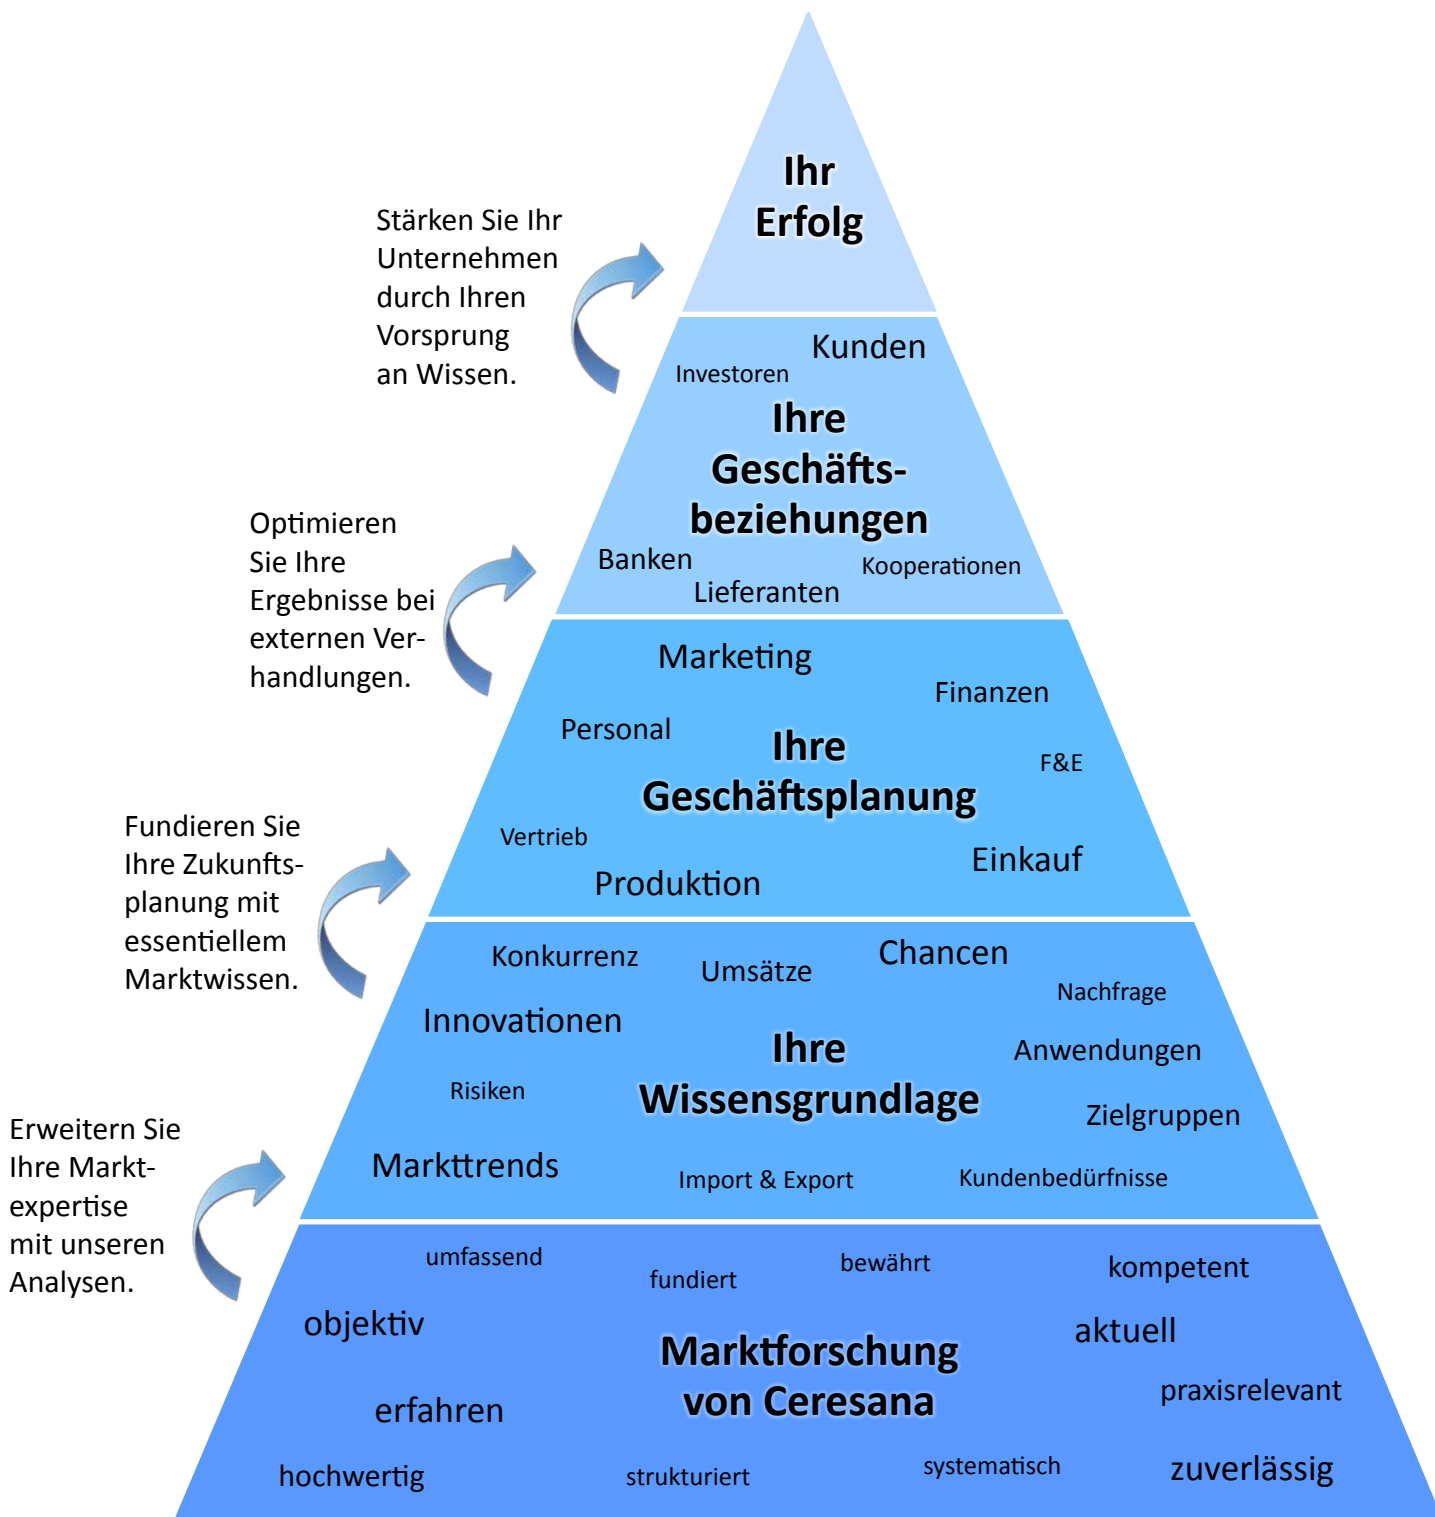 Ihr
Erfolg
Stärken Sie Ihr
Unternehmen
durch Ihren
Vorsprung
an Wissen.
Kunden
Investoren
Ihre
Geschäfts-
beziehungen
Banken
Kooperationen
Lieferanten
Optimieren
Sie Ihre
Ergebnisse bei
externen Ver-
handlungen.
Marketing
Finanzen
Personal
Ihre
Geschäftsplanung
F&E
Vertrieb
Einkauf
Produktion
Fundieren Sie
Ihre Zukunfts-
planung mit
essentiellem
Marktwissen.
Konkurrenz
Umsätze
Chancen
Nachfrage
Innovationen
Ihre
Wissensgrundlage
Anwendungen
Risiken
Zielgruppen
Markttrends
Import & Export
Kundenbedürfnisse
Erweitern Sie
Ihre Markt-
expertise
mit unseren
Analysen.
umfassend
fundiert
bewährt
kompetent
objektiv
aktuell
Marktforschung
von Ceresana
praxisrelevant
erfahren
hochwertig
strukturiert
systematisch
zuverlässig